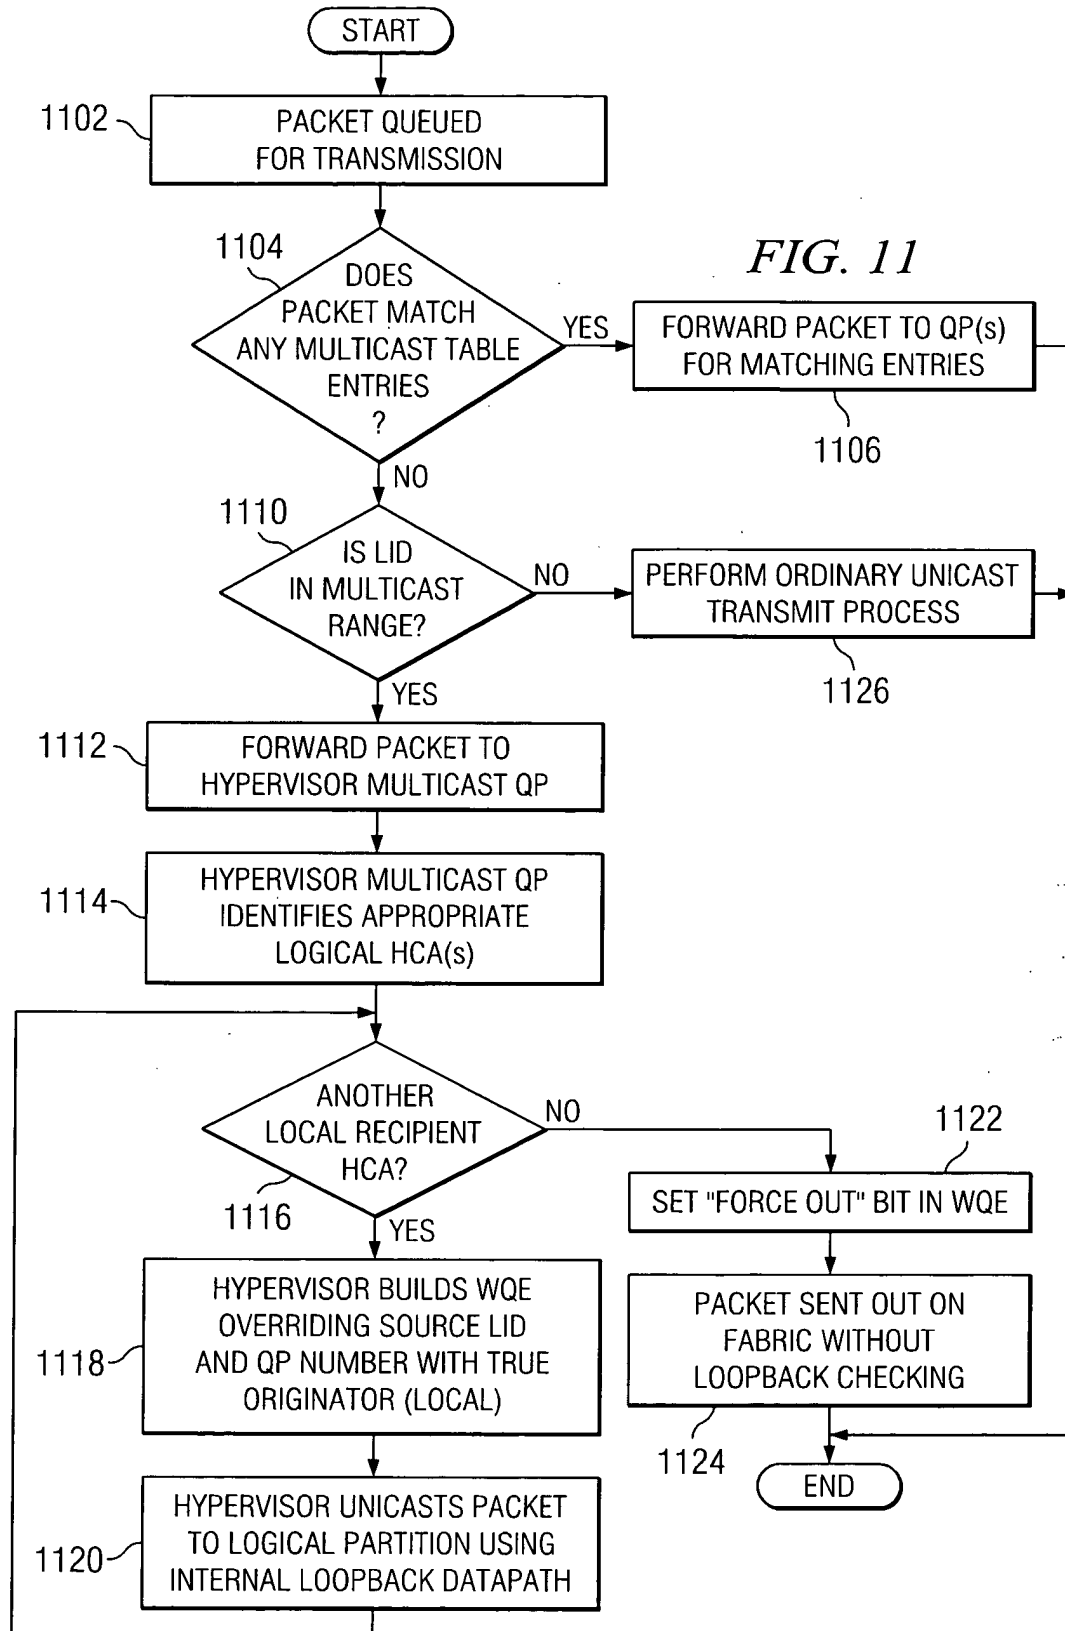 START
1102
PACKET QUEUED
FOR TRANSMISSION
1104
DOES
PACKET MATCH
ANY MULTICAST TABLE
ENTRIES
?
YES
FIG. 11
FORWARD PACKET TO QP(s)
FOR MATCHING ENTRIES
1106
NO
1110
IS LID
IN MULTICAST
RANGE?
NO
PERFORM ORDINARY UNICAST
TRANSMIT PROCESS
1126
YES
1112
FORWARD PACKET TO
HYPERVISOR MULTICAST QP
1114
HYPERVISOR MULTICAST QP
IDENTIFIES APPROPRIATE
LOGICAL HCA(s)
ANOTHER
LOCAL RECIPIENT
HCA?
1116
NO
1122
SET "FORCE OUT" BIT IN WQE
YES
1118
HYPERVISOR BUILDS WQE
OVERRIDING SOURCE LID
AND QP NUMBER WITH TRUE
ORIGINATOR (LOCAL)
PACKET SENT OUT ON
FABRIC WITHOUT
LOOPBACK CHECKING
1124
END
1120
HYPERVISOR UNICASTS PACKET
TO LOGICAL PARTITION USING
INTERNAL LOOPBACK DATAPATH